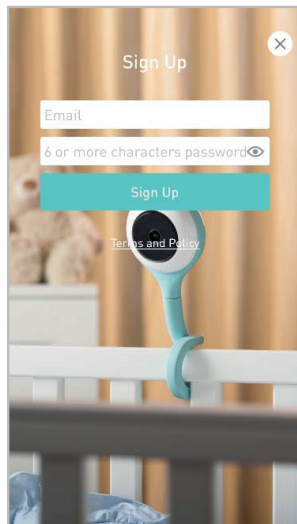 Sign Up
Email
6 or more characters password
Sign Up
Terms and Policy